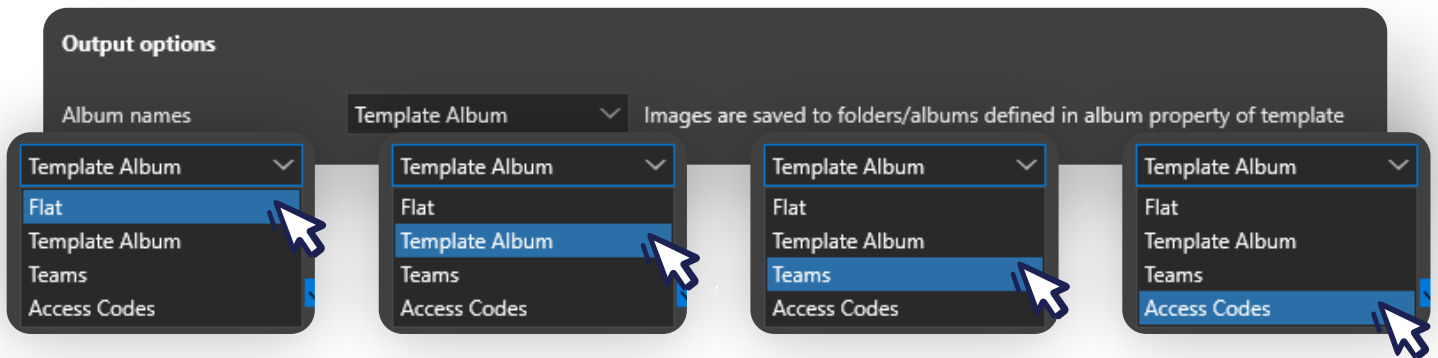 Output options
Album names
Template Album
Images are saved to folders/albums defined in album property of template
Template Album
Flat
Template Album
Teams
Access Codes
Template Album
Flat
Template Album
Teams
Access Codes
Template Album
Flat
Template Album
Teams
Access Codes
Template Album
Flat
Template Album
Teams
Access Codes